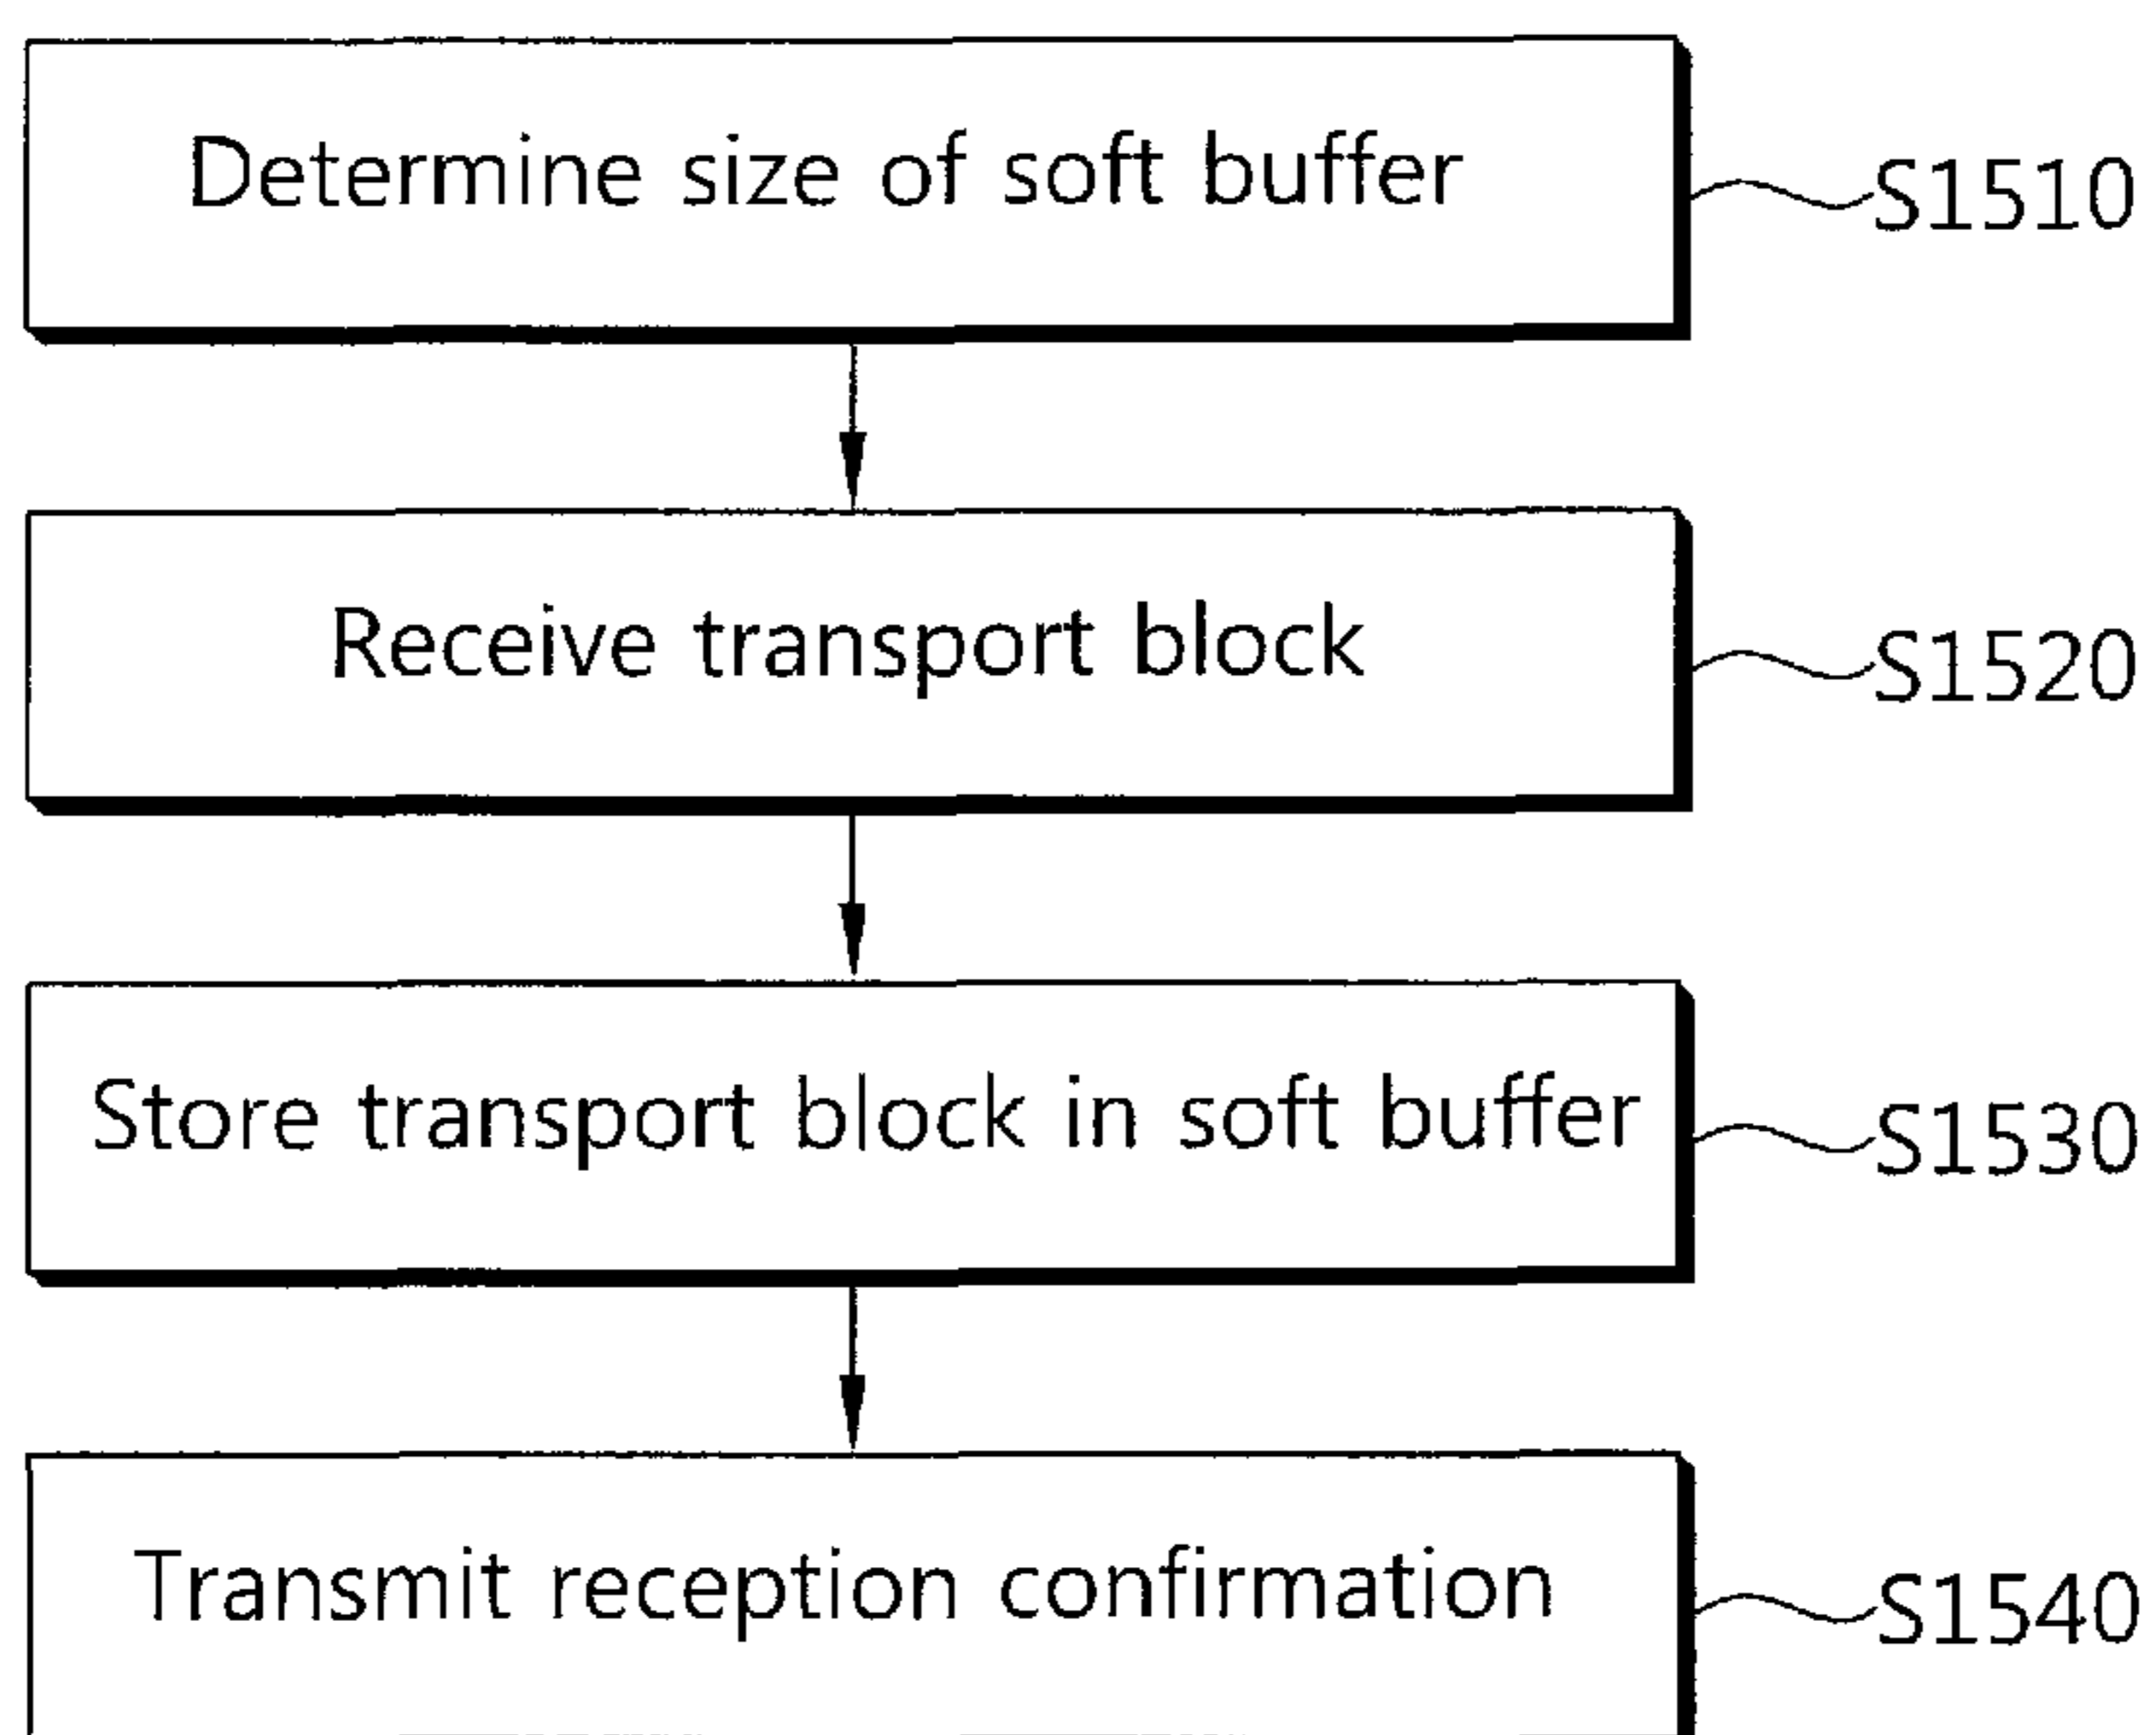 Determine size of soft buffer
S1510
Receive transport block
S1520
Store transport block in soft buffer
S1530
Transmit reception confirmation
S1540